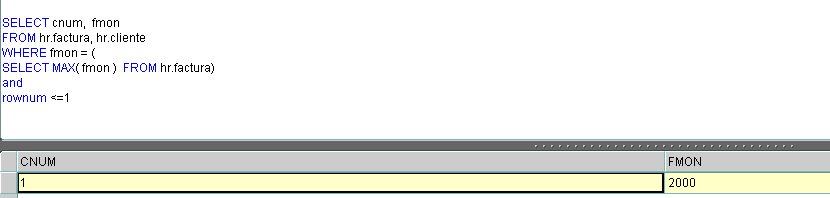 SELECT cnum, fmon
FROM hr.factura, hr.cliente
WHERE fmon = (
SELECT MAX( fmon ) FROM hr.factura)
and
rownum <=1
CNUM FMON
1 2000